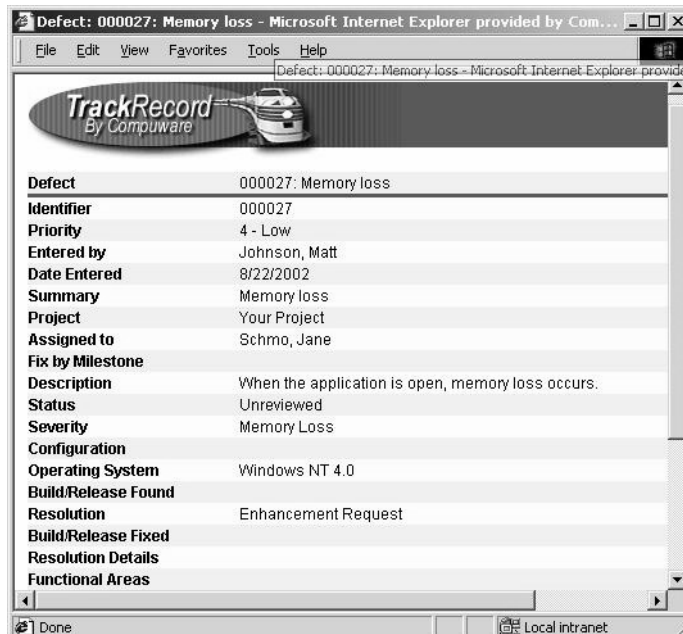 Defect: 000027: Memory loss - Microsoft Internet Explorer provided by Com...
File Edit View Favorites Tools Help
Defect: 000027: Memory loss - Microsoft Internet Explorer provide
TrackRecord
By Compuware
Defect 000027: Memory loss
Identifier 000027
Priority 4 - Low
Entered by Johnson, Matt
Date Entered 8/22/2002
Summary Memory loss
Project Your Project
Assigned to Schmo, Jane
Fix by Milestone
Description When the application is open, memory loss occurs.
Status Unreviewed
Severity Memory Loss
Configuration
Operating System Windows NT 4.0
Build/Release Found
Resolution Enhancement Request
Build/Release Fixed
Resolution Details
Functional Areas
Done Local intranet